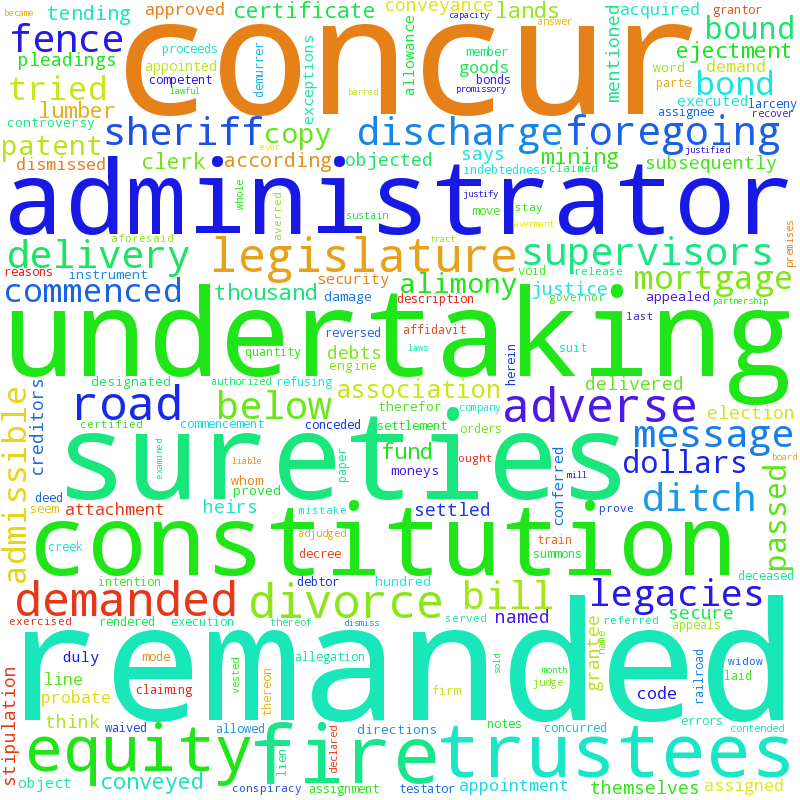 became
tending
approved
certificate
conveyance
capacity
lands
answer
acquired
grantor
fence
concur
bound
pleadings
proceeds
appointed
competent
lawful
demurrer
exceptions
allowance
member
goods
bonds
promissory
mentioned
ejectment
word
demand
parte
tried
lumber
barred
bond
executed
larceny
assignee
recover
controversy
sheriff
copy
discharge
foregoing
patent
ever
justified
dismissed
clerk
according
objected
says
mining
subsequently
indebtedness
claimed
administrator
whole
justify
move
stay
averred
sustain
averment
aforesaid
tract
premises
delivery
legislature
supervisors
reasons
instrument
security
alimony
void
release
mortgage
commenced
thousand
damage
description
justice
governor
appealed
partnership
undertaking
last
reversed
affidavit
laws
suit
quantity
debts
engine
herein
designated
authorized
refusing
association
delivered
admissible
creditors
road
below
therefor
adverse
election
certified
commencement
conceded
settlement
company
orders
message
sureties
examined
liable
paper
fund
moneys
ought
mill
dollars
board
proved
whom
conferred
prove
ditch
passed
deed
seem
attachment
heirs
mistake
settled
constitution
adjudged
decree
train
summons
creek
intention
debtor
hundred
deceased
demanded
divorce
bill
legacies
exercised
rendered
execution
thereof
dismiss
served
named
secure
referred
appeals
grantee
name
remanded
duly
mode
allegation
line
claiming
vested
thereon
firm
sold
month
judge
code
railroad
widow
laid
probate
stipulation
think
waived
allowed
directions
notes
concurred
errors
contended
equity
fire
lien
declared
trustees
object
conveyed
conspiracy
assignment
testator
appointment
themselves
assigned